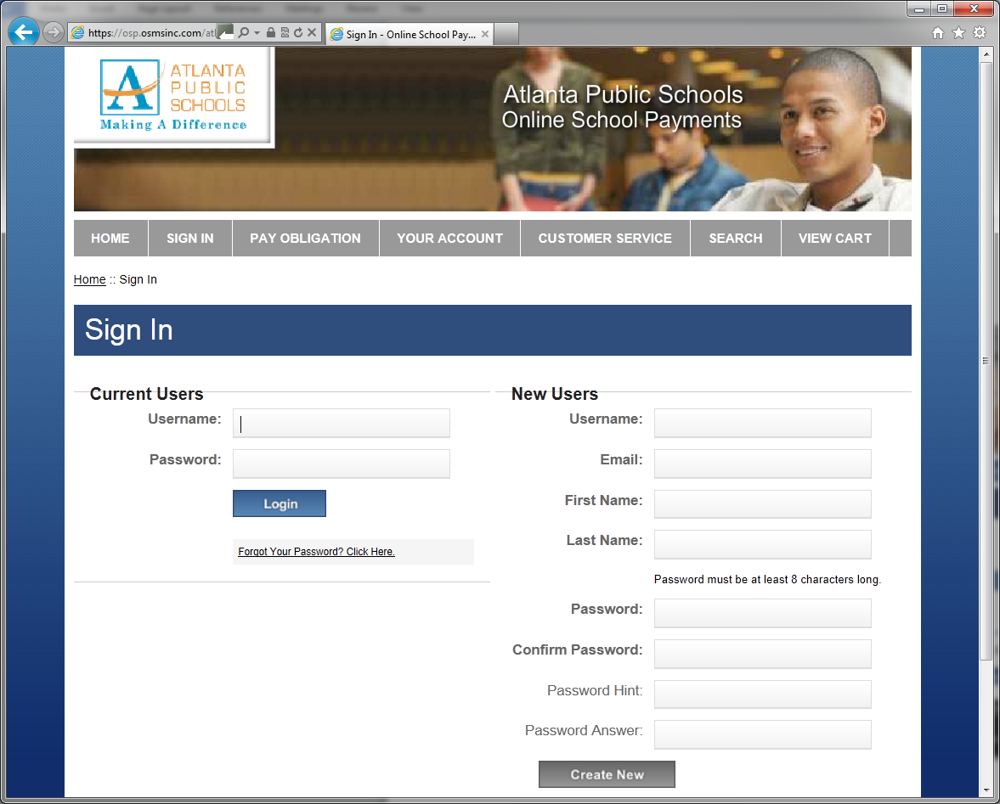 https://osp.osmsinc.com/atl
Sign In - Online School Pay...
ATLANTA
PUBLIC
SCHOOLS
Making A Difference
Atlanta Public Schools
Online School Payments
HOME SIGN IN PAY OBLIGATION YOUR ACCOUNT CUSTOMER SERVICE SEARCH VIEW CART
Home :: Sign In
Sign In
Current Users
Username:
Password:
Login
Forgot Your Password? Click Here.
New Users
Username:
Email:
First Name:
Last Name:
Password must be at least 8 characters long.
Password:
Confirm Password:
Password Hint:
Password Answer:
Create New